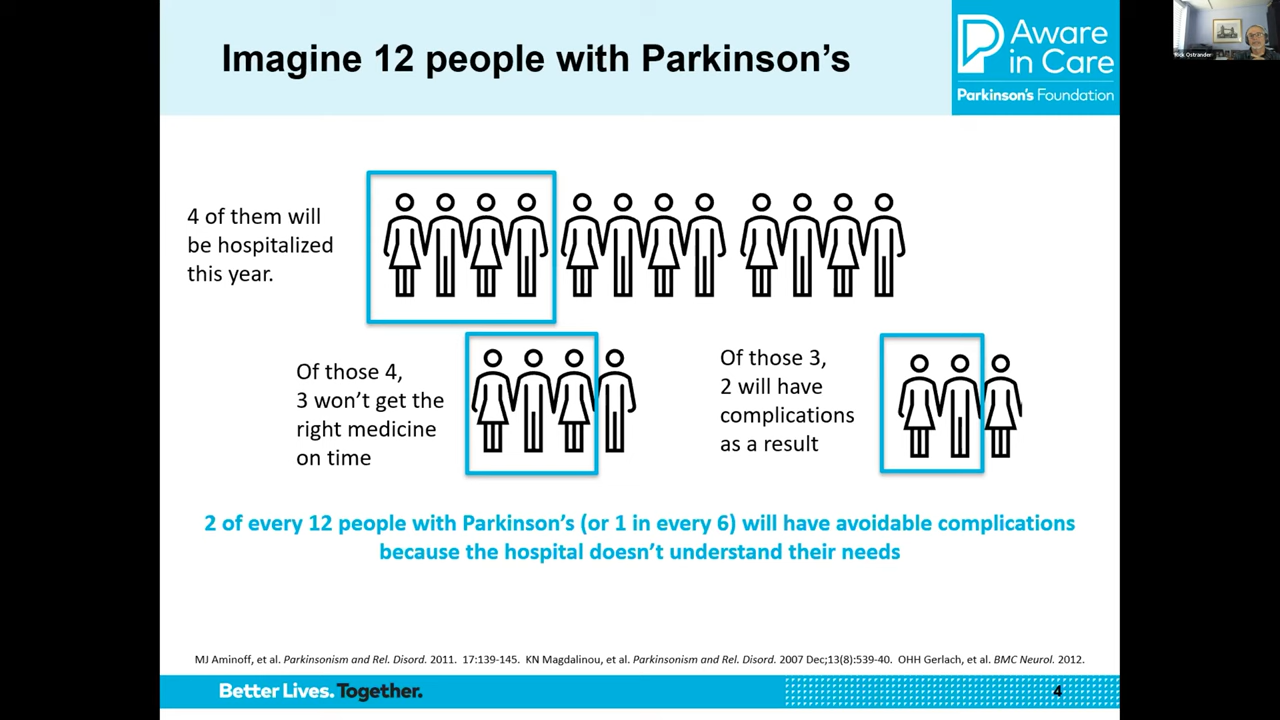 Imagine 12 people with Parkinson's
Aware
in Care
Parkinson's Foundation
Rick Ostrander
4 of them will
be hospitalized
this year.
Of those 4,
3 won't get the
right medicine
on time
Of those 3,
2 will have
complications
as a result
2 of every 12 people with Parkinson's (or 1 in every 6) will have avoidable complications
because the hospital doesn't understand their needs
MJ Aminoff, et al. Parkinsonism and Rel. Disord. 2011. 17:139-145. KN Magdalinou, et al. Parkinsonism and Rel. Disord. 2007 Dec;13(8):539-40. OHH Gerlach, et al. BMC Neurol. 2012.
Better Lives. Together.
4